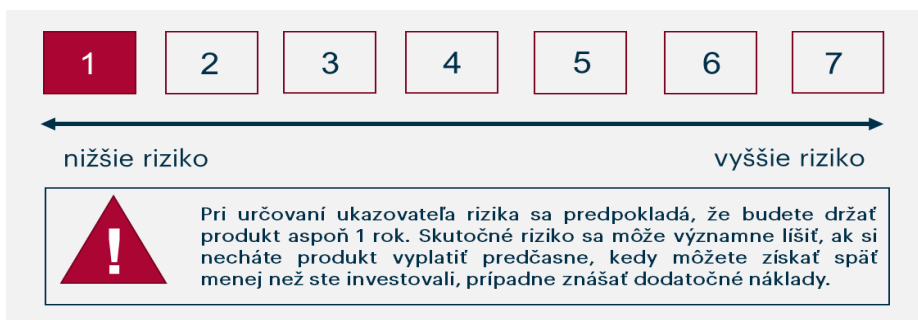 1 2 3 4 5 6 7
nižšie riziko vyššie riziko
!
Pri určovaní ukazovateľa rizika sa predpokladá, že budete držať
produkt aspoň 1 rok. Skutočné riziko sa môže významne líšiť, ak si
necháte produkt vyplatiť predčasne, kedy môžete získať späť
menej než ste investovali, prípadne znášať dodatočné náklady.